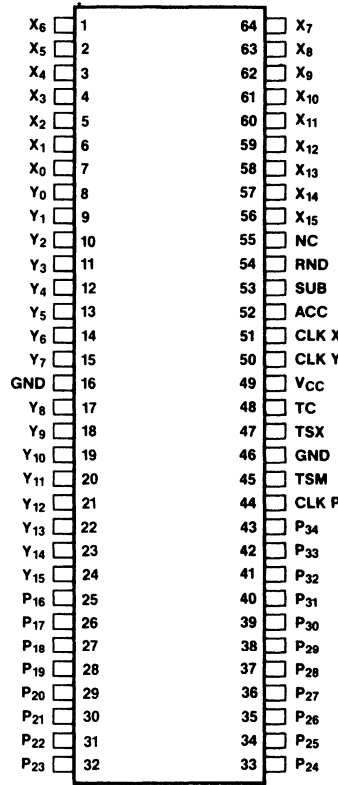 X6 1 64 X7
X5 2 63 X8
X4 3 62 X9
X3 4 61 X10
X2 5 60 X11
X1 6 59 X12
X0 7 58 X13
Y0 8 57 X14
Y1 9 56 X15
Y2 10 55 NC
Y3 11 54 RND
Y4 12 53 SUB
Y5 13 52 ACC
Y6 14 51 CLK X
Y7 15 50 CLK Y
GND 16 49 VCC
Y8 17 48 TC
Y9 18 47 TSX
Y10 19 46 GND
Y11 20 45 TSM
Y12 21 44 CLK P
Y13 22 43 P34
Y14 23 42 P33
Y15 24 41 P32
P16 25 40 P31
P17 26 39 P30
P18 27 38 P29
P19 28 37 P28
P20 29 36 P27
P21 30 35 P26
P22 31 34 P25
P23 32 33 P24